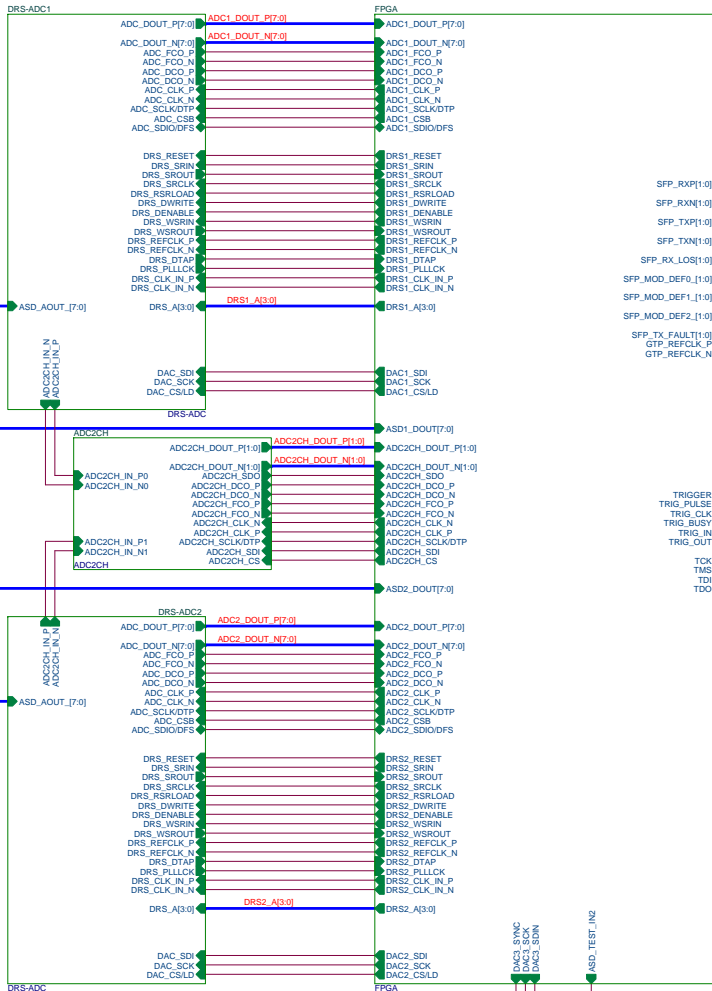 DRS-ADC1
ADC_DOUT_P[7:0]
ADC_DOUT_N[7:0]
ADC_FCO_P
ADC_FCO_N
ADC_DCO_P
ADC_DCO_N
ADC_CLK_P
ADC_CLK_N
ADC_SCLK/DTP
ADC_CSB
ADC_SDIO/DFS
DRS_RESET
DRS_SRIN
DRS_SROUT
DRS_SRCLK
DRS_RSRLOAD
DRS_DWRITE
DRS_DENABLE
DRS_WSRIN
DRS_WSROUT
DRS_REFCLK_P
DRS_REFCLK_N
DRS_DTAP
DRS_PLLLCK
DRS_CLK_IN_P
DRS_CLK_IN_N
ASD_AOUT_[7:0]
DRS_A[3:0]
ADC2CH_IN_N
ADC2CH_IN_P
DAC_SDI
DAC_SCK
DAC_CS/LD
DRS-ADC
ADC1_DOUT_P[7:0]
ADC1_DOUT_N[7:0]
DRS1_A[3:0]
FPGA
ADC1_DOUT_P[7:0]
ADC1_DOUT_N[7:0]
ADC1_FCO_P
ADC1_FCO_N
ADC1_DCO_P
ADC1_DCO_N
ADC1_CLK_P
ADC1_CLK_N
ADC1_SCLK/DTP
ADC1_CSB
ADC1_SDIO/DFS
DRS1_RESET
DRS1_SRIN
DRS1_SROUT
DRS1_SRCLK
DRS1_RSRLOAD
DRS1_DWRITE
DRS1_DENABLE
DRS1_WSRIN
DRS1_WSROUT
DRS1_REFCLK_P
DRS1_REFCLK_N
DRS1_DTAP
DRS1_PLLLCK
DRS1_CLK_IN_P
DRS1_CLK_IN_N
DRS1_A[3:0]
DAC1_SDI
DAC1_SCK
DAC1_CS/LD
ASD1_DOUT[7:0]
SFP_RXP[1:0]
SFP_RXN[1:0]
SFP_TXP[1:0]
SFP_TXN[1:0]
SFP_RX_LOS[1:0]
SFP_MOD_DEF0_[1:0]
SFP_MOD_DEF1_[1:0]
SFP_MOD_DEF2_[1:0]
SFP_TX_FAULT[1:0]
GTP_REFCLK_P
GTP_REFCLK_N
ADC2CH
ADC2CH_DOUT_P[1:0]
ADC2CH_DOUT_N[1:0]
ADC2CH_SDO
ADC2CH_DCO_P
ADC2CH_DCO_N
ADC2CH_FCO_P
ADC2CH_FCO_N
ADC2CH_CLK_N
ADC2CH_CLK_P
ADC2CH_SCLK/DTP
ADC2CH_SDI
ADC2CH_CS
ADC2CH_IN_P0
ADC2CH_IN_N0
ADC2CH_IN_P1
ADC2CH_IN_N1
ADC2CH
ADC2CH_DOUT_P[1:0]
ADC2CH_DOUT_N[1:0]
ADC2CH_DOUT_P[1:0]
ADC2CH_DOUT_N[1:0]
ADC2CH_SDO
ADC2CH_DCO_P
ADC2CH_DCO_N
ADC2CH_FCO_P
ADC2CH_FCO_N
ADC2CH_CLK_N
ADC2CH_CLK_P
ADC2CH_SCLK/DTP
ADC2CH_SDI
ADC2CH_CS
ASD2_DOUT[7:0]
TRIGGER
TRIG_PULSE
TRIG_CLK
TRIG_BUSY
TRIG_IN
TRIG_OUT
TCK
TMS
TDI
TDO
DRS-ADC2
ADC2CH_IN_P
ADC2CH_IN_N
ADC_DOUT_P[7:0]
ADC_DOUT_N[7:0]
ADC_FCO_P
ADC_FCO_N
ADC_DCO_P
ADC_DCO_N
ADC_CLK_P
ADC_CLK_N
ADC_SCLK/DTP
ADC_CSB
ADC_SDIO/DFS
ASD_AOUT_[7:0]
DRS_RESET
DRS_SRIN
DRS_SROUT
DRS_SRCLK
DRS_RSRLOAD
DRS_DWRITE
DRS_DENABLE
DRS_WSRIN
DRS_WSROUT
DRS_REFCLK_P
DRS_REFCLK_N
DRS_DTAP
DRS_PLLLCK
DRS_CLK_IN_P
DRS_CLK_IN_N
DRS_A[3:0]
DAC_SDI
DAC_SCK
DAC_CS/LD
DRS-ADC
ADC2_DOUT_P[7:0]
ADC2_DOUT_N[7:0]
DRS2_A[3:0]
ADC2_DOUT_P[7:0]
ADC2_DOUT_N[7:0]
ADC2_FCO_P
ADC2_FCO_N
ADC2_DCO_P
ADC2_DCO_N
ADC2_CLK_P
ADC2_CLK_N
ADC2_SCLK/DTP
ADC2_CSB
ADC2_SDIO/DFS
DRS2_RESET
DRS2_SRIN
DRS2_SROUT
DRS2_SRCLK
DRS2_RSRLOAD
DRS2_DWRITE
DRS2_DENABLE
DRS2_WSRIN
DRS2_WSROUT
DRS2_REFCLK_P
DRS2_REFCLK_N
DRS2_DTAP
DRS2_PLLLCK
DRS2_CLK_IN_P
DRS2_CLK_IN_N
DRS2_A[3:0]
DAC2_SDI
DAC2_SCK
DAC2_CS/LD
FPGA
DAC3_SYNC
DAC3_SCK
DAC3_SDIN
ASD_TEST_IN2